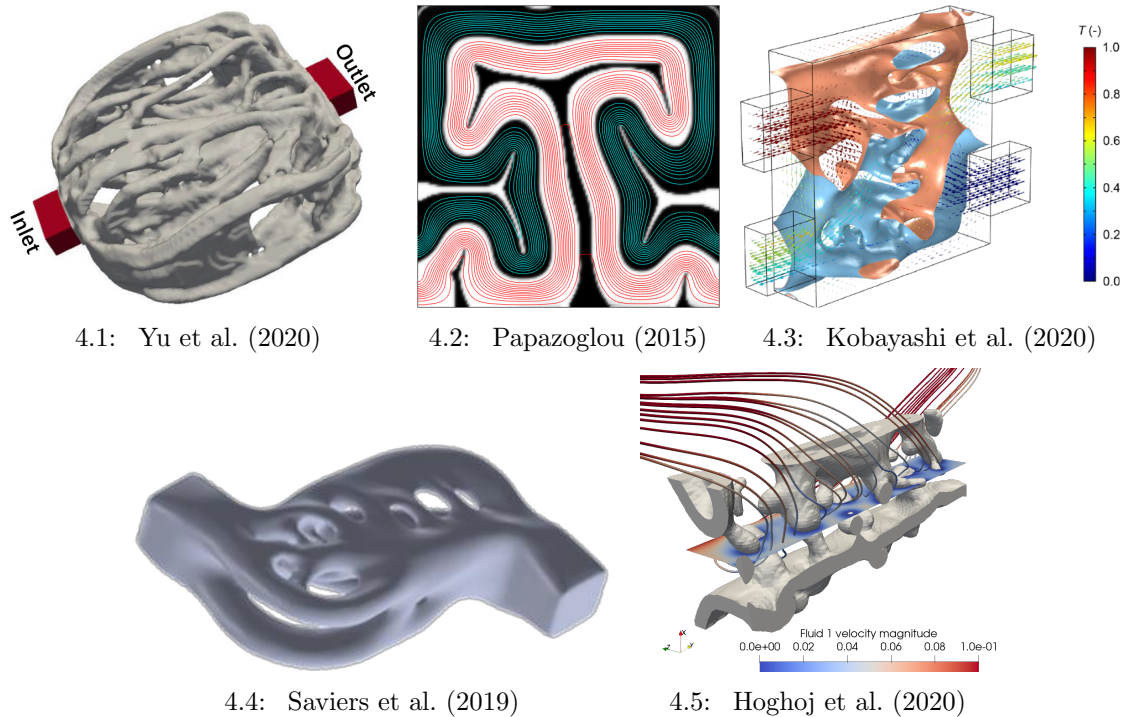 Outlet
Inlet
T (-)
1.0
0.8
0.6
0.4
0.2
0.0
4.1: Yu et al. (2020)
4.2: Papazoglou (2015)
4.3: Kobayashi et al. (2020)
Fluid 1 velocity magnitude
0.0e+00 0.02 0.04 0.06 0.08 1.0e-01
4.4: Saviers et al. (2019)
4.5: Hoghoj et al. (2020)